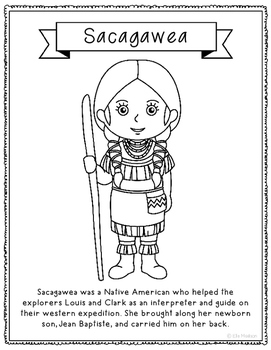 Sacagawea
Sacagawea was a Native American who helped the
explorers Louis and Clark as an interpreter and guide on
their western expedition. She brought along her newborn
son, Jean Baptiste, and carried him on her back.